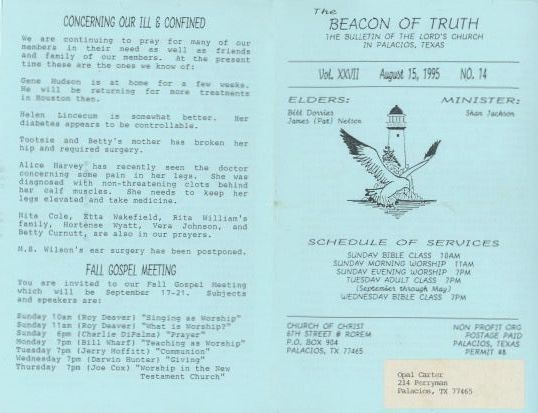 CONCERNING OUR ILL & CONFINED
We are continuing to pray for many of our
members in their need as well as friends
and family of our members. At the present
time these are the ones we know of:
Gene Hudson is at home for a few weeks.
He will be returning for more treatments
in Houston then.
Helen Lincecum is somewhat better. Her
diabetes appears to be controllable.
Tootsie and Betty's mother has broken her
hip and required surgery.
Alice Harvey has recently seen the doctor
concerning some pain in her legs. She was
diagnosed with non-threatening clots behind
her calf muscles. She needs to keep her
legs elevated and take medicine.
Rita Cole, Etta Wakefield, Rita William's
family, Hortense Wyatt, Vera Johnson, and
Betty Curnutt, are also in our prayers.
M.B. Wilson's ear surgery has been postponed.
FALL GOSPEL MEETING
You are invited to our Fall Gospel Meeting
which will be September 17-21. Subjects
and speakers are:
Sunday 10am (Roy Deaver) "Singing as Worship"
Sunday 11am (Roy Deaver) "What is Worship?"
Sunday 6pm (Charlie DiPalma) "Prayer"
Monday 7pm (Bill Wharf) "Teaching as Worship"
Tuesday 7pm (Jerry Moffitt) "Communion"
Wednesday 7pm (Darwin Hunter) "Giving"
Thursday 7pm (Joe Cox) "Worship in the New
Testament Church"
The
BEACON OF TRUTH
THE BULLETIN OF THE LORD'S CHURCH
IN PALACIOS, TEXAS
VOL. XXVII August 15, 1995 NO. 14
ELDERS: MINISTER:
Bill Dorries Shan Jackson
James (Pat) Nelson
SCHEDULE OF SERVICES
SUNDAY BIBLE CLASS 10AM
SUNDAY MORNING WORSHIP 11AM
SUNDAY EVENING WORSHIP 7PM
TUESDAY ADULT CLASS 7PM
(September through May)
WEDNESDAY BIBLE CLASS 7PM
CHURCH OF CHRIST
6TH STREET @ ROREM
P.O. BOX 904
PALACIOS, TX 77465
NON PROFIT ORG
POSTAGE PAID
PALACIOS, TEXAS
PERMIT #8
Opal Carter
214 Perryman
Palacios, TX 77465